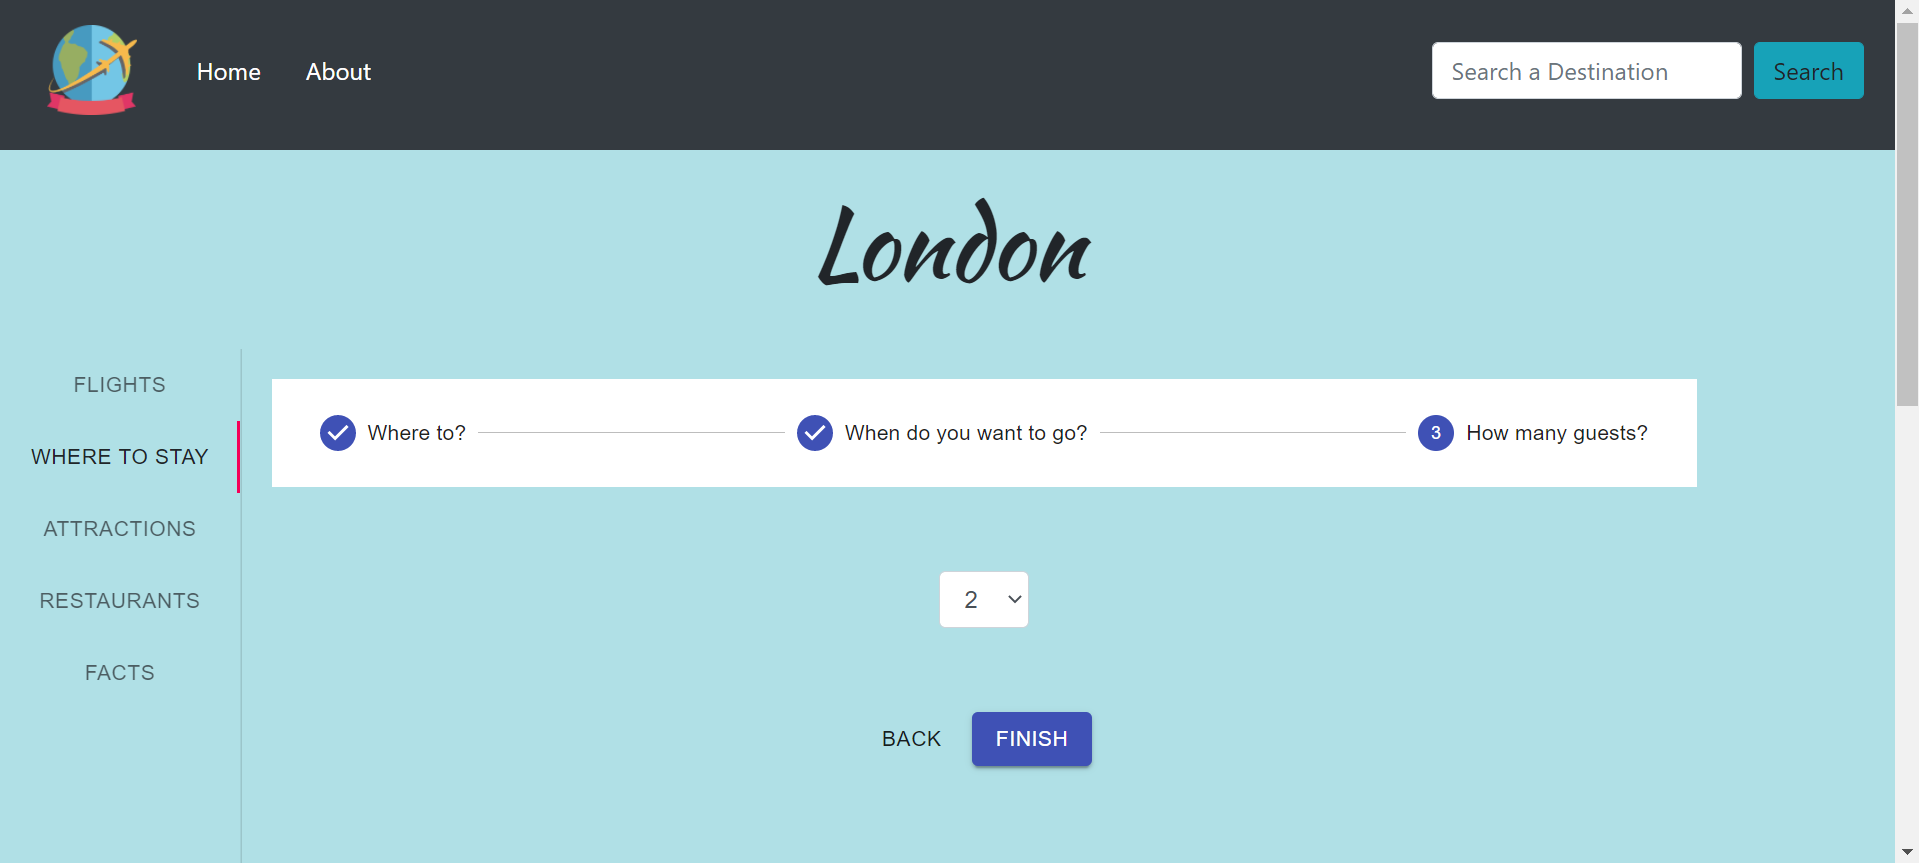 Home About Search a Destination Search
London
FLIGHTS
WHERE TO STAY
ATTRACTIONS
RESTAURANTS
FACTS
Where to? When do you want to go? 3 How many guests?
2
BACK FINISH